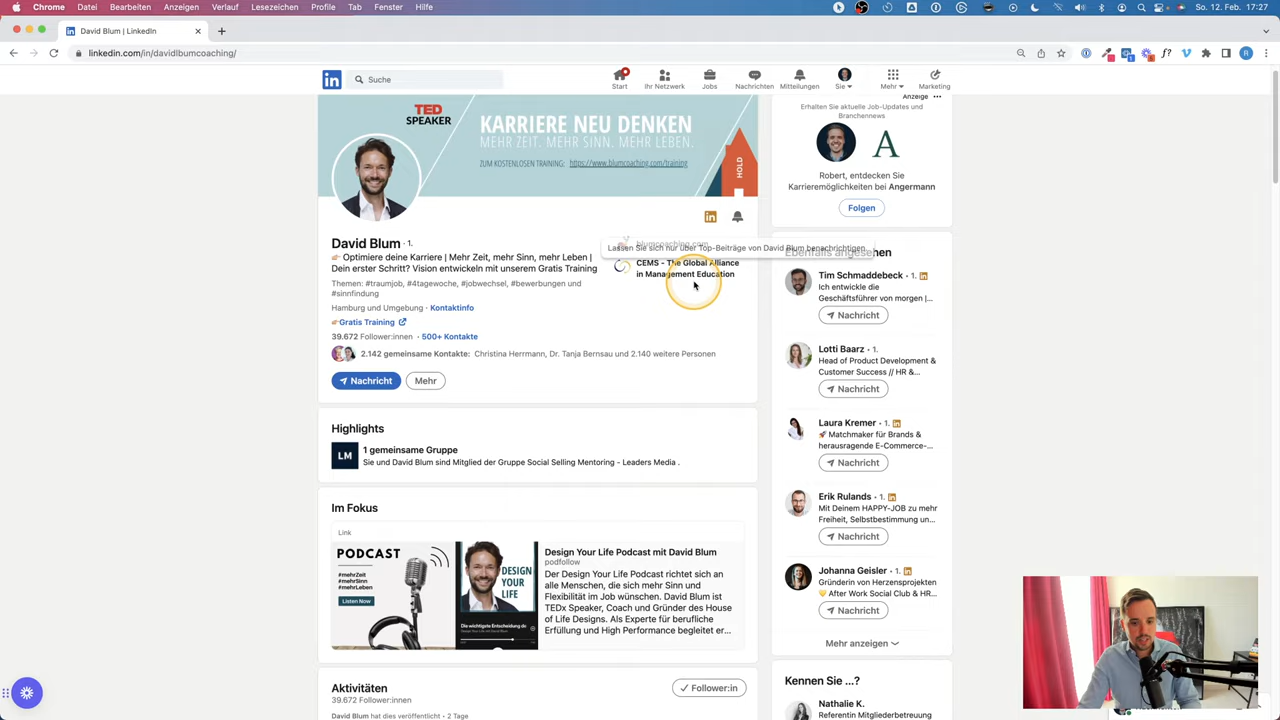 Chrome Datei Bearbeiten Anzeigen Verlauf Lesezeichen Profile Tab Fenster Hilfe
So. 12. Feb. 17:02
David Blum | LinkedIn
linkedin.com/in/davidlbumcoaching/
Suche
Start
Ihr Netzwerk
Jobs
Nachrichten
Mitteilungen
Sie
Mehr
Marketing
TED
SPEAKER
KARRIERE NEU DENKEN
MEHR ZEIT. MEHR SINN. MEHR LEBEN.
ZUM KOSTENLOSEN TRAINING: https://www.blumcoaching.com/training
HOLD
David Blum · 1.
Optimiere deine Karriere | Mehr Zeit, mehr Sinn, mehr Leben |
Dein erster Schritt? Vision entwickeln mit unserem Gratis Training
Themen: #traumjob, #4tagewoche, #jobwechsel, #bewerbungen und
#sinnfindung
Hamburg und Umgebung · Kontaktinfo
Gratis Training
39.672 Follower:innen · 500+ Kontakte
2.142 gemeinsame Kontakte: Christina Herrmann, Dr. Tanja Bernsau und 2.140 weitere Personen
Nachricht
Mehr
blumcoaching.com
Lassen Sie sich nur über Top-Beiträge von David Blum benachrichtigen.
CEMS - The Global Alliance
in Management Education
Highlights
LM
1 gemeinsame Gruppe
Sie und David Blum sind Mitglied der Gruppe Social Selling Mentoring - Leaders Media .
Im Fokus
Link
PODCAST
#mehrZeit
#mehrSinn
#mehrLeben
Listen Now
DESIGN
YOUR
LIFE
Die wichtigste Entscheidung de
Design Your Life Podcast mit David Blum
podfollow
Der Design Your Life Podcast richtet sich an
alle Menschen, die sich mehr Sinn und
Flexibilität im Job wünschen. David Blum ist
TEDx Speaker, Coach und Gründer des House
of Life Designs. Als Experte für berufliche
Erfüllung und High Performance begleitet er...
Aktivitäten
39.672 Follower:innen
Follower:in
David Blum hat dies veröffentlicht · 2 Tage
Anzeige
Erhalten Sie aktuelle Job-Updates und
Branchennews
A
Robert, entdecken Sie
Karrieremöglichkeiten bei Angermann
Folgen
Ebenfalls angesehen
Tim Schmaddebeck · 1.
Ich entwickle die
Geschäftsführer von morgen |...
Nachricht
Lotti Baarz · 1.
Head of Product Development &
Customer Success // HR &...
Nachricht
Laura Kremer · 1.
🚀 Matchmaker für Brands &
herausragende E-Commerce-...
Nachricht
Erik Rulands · 1.
Mit Deinem HAPPY-JOB zu mehr
Freiheit, Selbstbestimmung un...
Nachricht
Johanna Geisler · 1.
Gründerin von Herzensprojekten
💛 After Work Social Club & HR...
Nachricht
Mehr anzeigen
Kennen Sie ...?
Nathalie K.
Referentin Mitgliederbetreuung